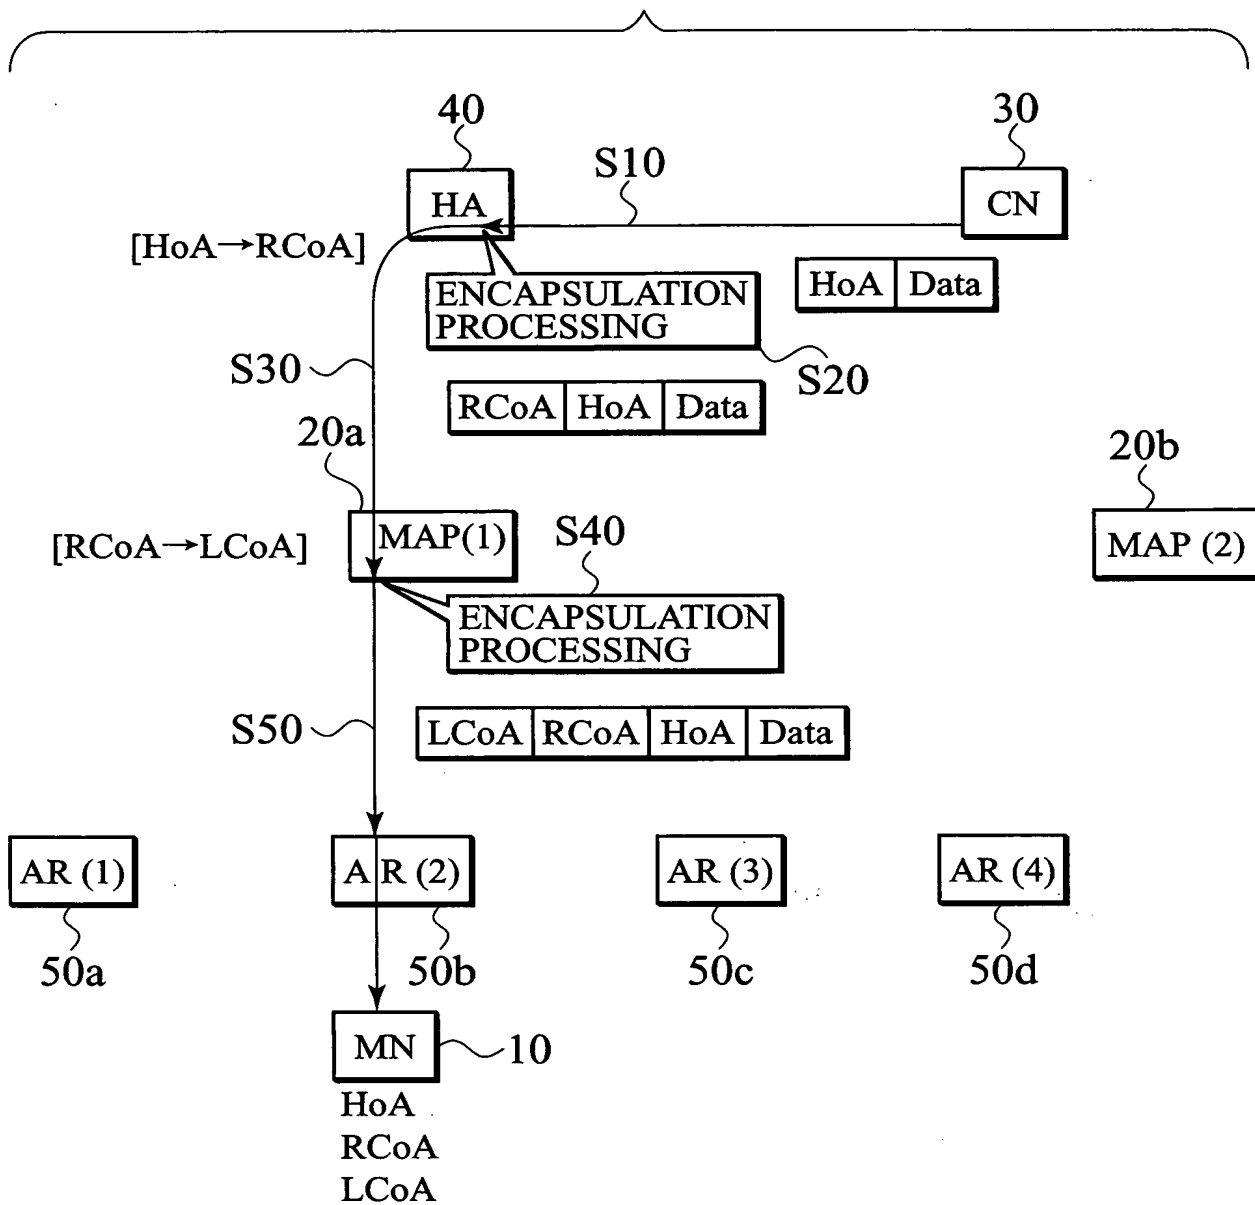 40
30
S10
HA
CN
[HoA→RCoA]
HoA Data
ENCAPSULATION
PROCESSING
S30
S20
RCoA HoA Data
20a
20b
MAP(1)
MAP (2)
[RCoA→LCoA]
S40
ENCAPSULATION
PROCESSING
S50
LCoA RCoA HoA Data
AR (1)
AR (2)
AR (3)
AR (4)
50a
50b
50c
50d
MN
10
HoA
RCoA
LCoA